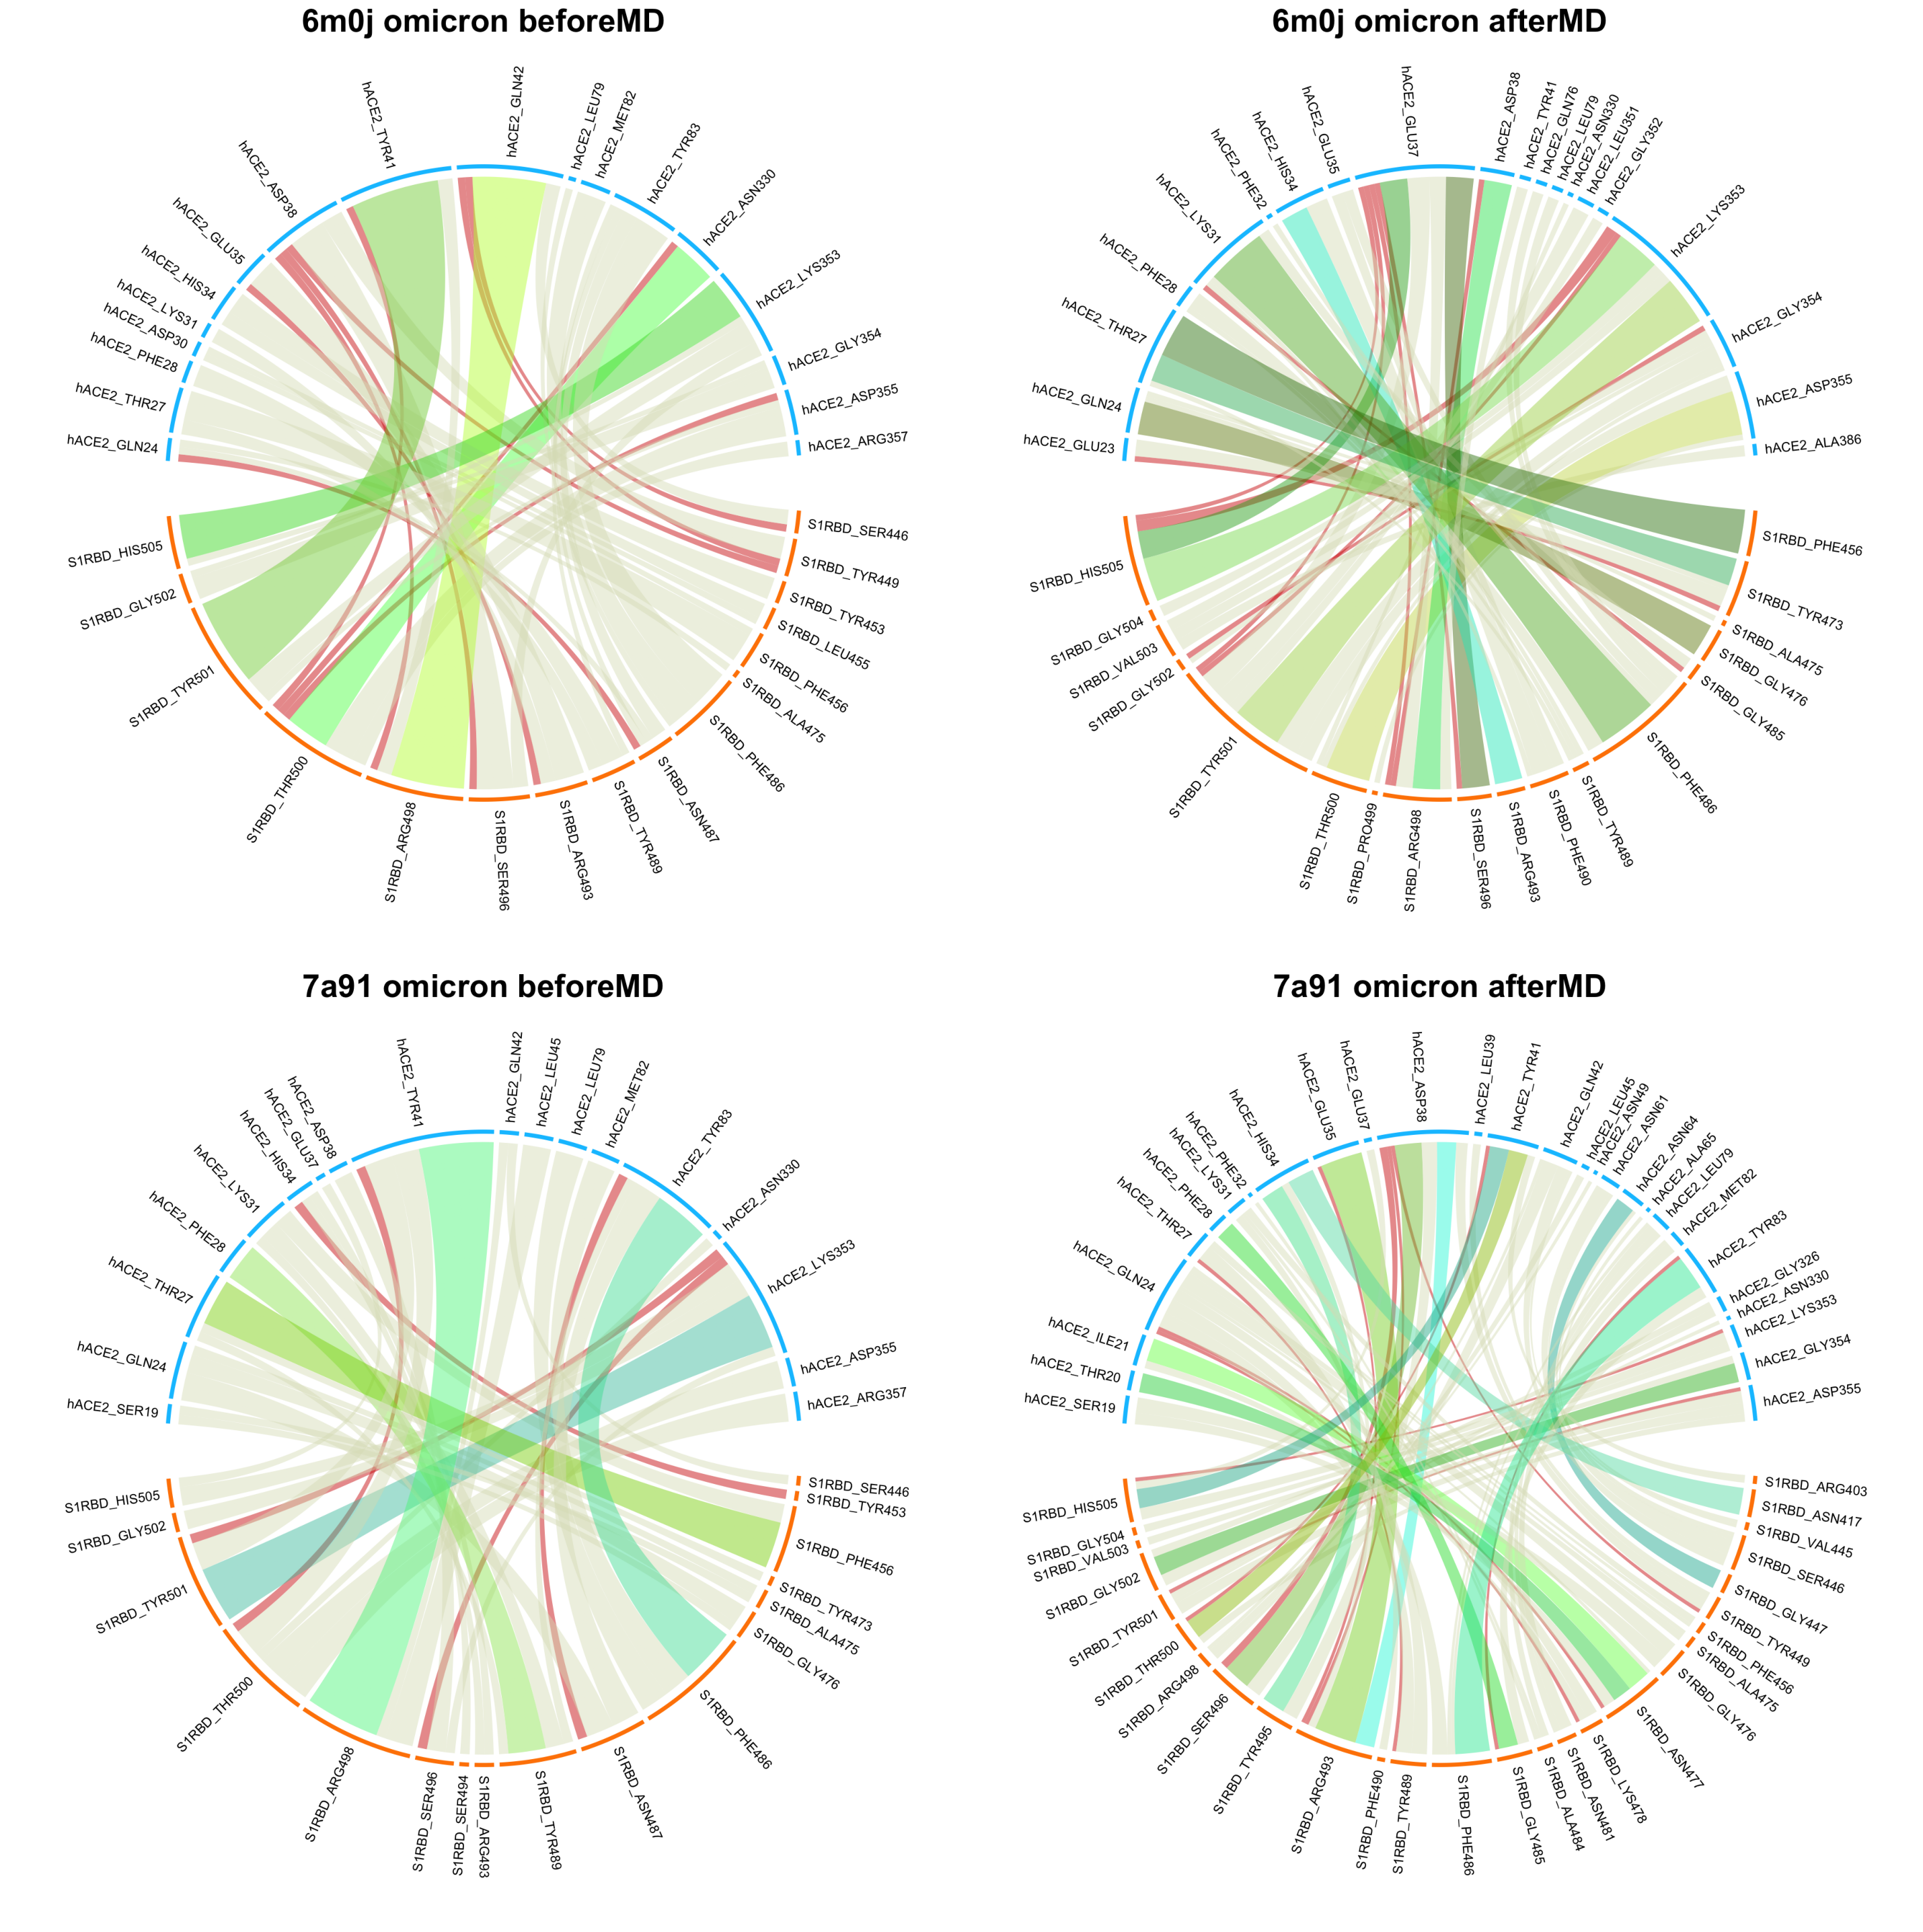 6m0j omicron beforeMD
hACE2_GLN24
hACE2_THR27
hACE2_PHE28
hACE2_ASP30
hACE2_LYS31
hACE2_HIS34
hACE2_GLU35
hACE2_ASP38
hACE2_TYR41
hACE2_GLN42
hACE2_LEU79
hACE2_MET82
hACE2_TYR83
hACE2_ASN330
hACE2_LYS353
hACE2_GLY354
hACE2_ASP355
hACE2_ARG357
S1RBD_SER446
S1RBD_TYR449
S1RBD_TYR453
S1RBD_LEU455
S1RBD_PHE456
S1RBD_ALA475
S1RBD_PHE486
S1RBD_ASN487
S1RBD_TYR489
S1RBD_ARG493
S1RBD_SER496
S1RBD_ARG498
S1RBD_THR500
S1RBD_TYR501
S1RBD_GLY502
S1RBD_HIS505
6m0j omicron afterMD
hACE2_GLU23
hACE2_GLN24
hACE2_THR27
hACE2_PHE28
hACE2_LYS31
hACE2_PHE32
hACE2_HIS34
hACE2_GLU35
hACE2_GLU37
hACE2_ASP38
hACE2_TYR41
hACE2_GLN76
hACE2_LEU79
hACE2_ASN330
hACE2_LEU351
hACE2_GLY352
hACE2_LYS353
hACE2_GLY354
hACE2_ASP355
hACE2_ALA386
S1RBD_PHE456
S1RBD_TYR473
S1RBD_ALA475
S1RBD_GLY476
S1RBD_GLY485
S1RBD_PHE486
S1RBD_TYR489
S1RBD_PHE490
S1RBD_ARG493
S1RBD_SER496
S1RBD_ARG498
S1RBD_PRO499
S1RBD_THR500
S1RBD_TYR501
S1RBD_GLY502
S1RBD_VAL503
S1RBD_GLY504
S1RBD_HIS505
7a91 omicron beforeMD
hACE2_SER19
hACE2_GLN24
hACE2_THR27
hACE2_PHE28
hACE2_LYS31
hACE2_HIS34
hACE2_GLU37
hACE2_ASP38
hACE2_TYR41
hACE2_GLN42
hACE2_LEU45
hACE2_LEU79
hACE2_MET82
hACE2_TYR83
hACE2_ASN330
hACE2_LYS353
hACE2_ASP355
hACE2_ARG357
S1RBD_SER446
S1RBD_TYR453
S1RBD_PHE456
S1RBD_TYR473
S1RBD_ALA475
S1RBD_GLY476
S1RBD_PHE486
S1RBD_ASN487
S1RBD_TYR489
S1RBD_ARG493
S1RBD_SER494
S1RBD_SER496
S1RBD_ARG498
S1RBD_THR500
S1RBD_TYR501
S1RBD_GLY502
S1RBD_HIS505
7a91 omicron afterMD
hACE2_SER19
hACE2_THR20
hACE2_ILE21
hACE2_GLN24
hACE2_THR27
hACE2_PHE28
hACE2_LYS31
hACE2_PHE32
hACE2_HIS34
hACE2_GLU35
hACE2_GLU37
hACE2_ASP38
hACE2_LEU39
hACE2_TYR41
hACE2_GLN42
hACE2_LEU45
hACE2_ASN49
hACE2_ASN61
hACE2_ASN64
hACE2_ALA65
hACE2_LEU79
hACE2_MET82
hACE2_TYR83
hACE2_GLY326
hACE2_ASN330
hACE2_LYS353
hACE2_GLY354
hACE2_ASP355
S1RBD_ARG403
S1RBD_ASN417
S1RBD_VAL445
S1RBD_SER446
S1RBD_GLY447
S1RBD_TYR449
S1RBD_PHE456
S1RBD_ALA475
S1RBD_GLY476
S1RBD_ASN477
S1RBD_LYS478
S1RBD_ASN481
S1RBD_ALA484
S1RBD_GLY485
S1RBD_PHE486
S1RBD_TYR489
S1RBD_PHE490
S1RBD_ARG493
S1RBD_TYR495
S1RBD_SER496
S1RBD_ARG498
S1RBD_THR500
S1RBD_TYR501
S1RBD_GLY502
S1RBD_VAL503
S1RBD_GLY504
S1RBD_HIS505